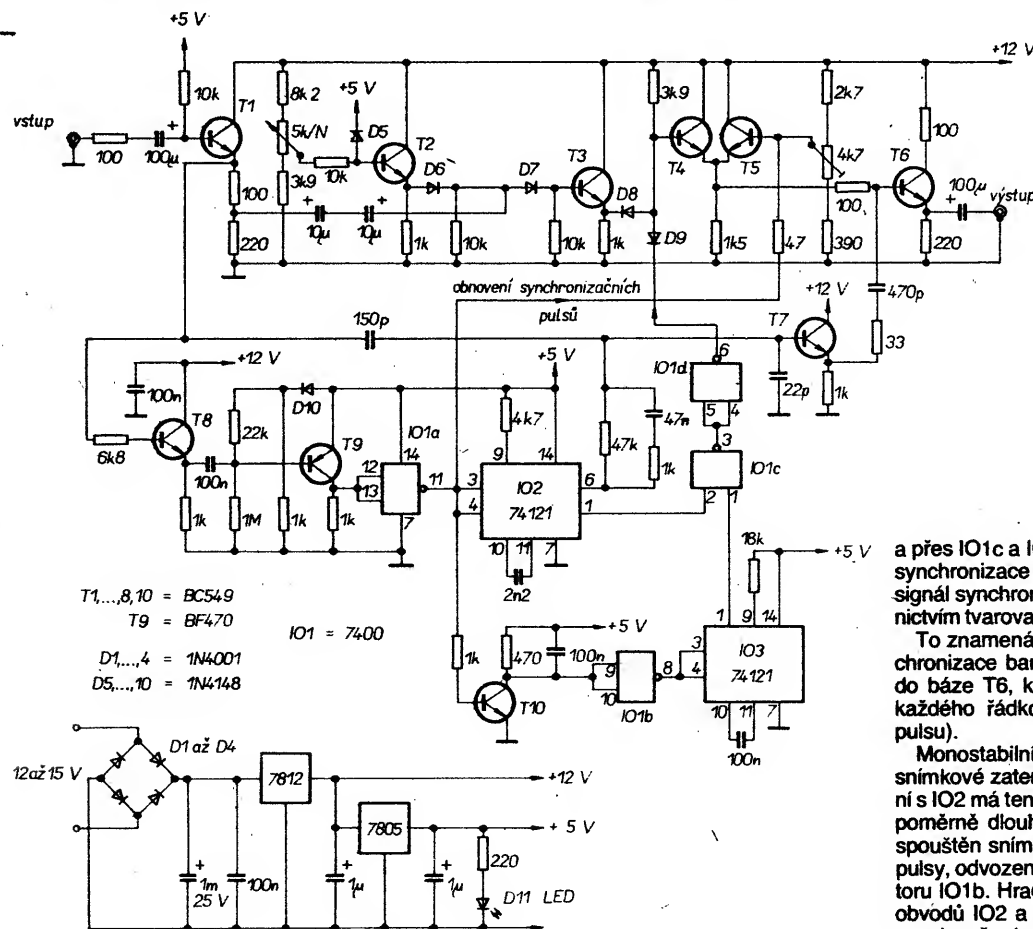 +5 V
+12 V
10k
T1
8k2
+5 V
3k9
2k7
vstup
5k/N
D5
T2
T4
T5
4k7
100
T6
100
100µ
+
10k
D6
D7
T3
D8
100
100µ
+
výstup
100
3k9
+
+
D9
220
10µ
10µ
1k
10k
10k
1k
1k5
47
390
220
obnovení synchronizačních
pulsů
+12 V
470p
150p
T7
33
+12 V
+5 V
6
IO1d
100n
D10
5
4
22p
1k
T8
22k
T9
IO1a
4k7
47n
3
14
9
14
47k
IO1c
6k8
100n
12
13
11
3
IO2
6
1k
2
1
4
74121
1
1k
1M
1k
1k
7
10
11
7
18k
+5 V
2n2
T1,...,8,10 = BC549
T9 = BF470
IO1 = 7400
D1,...,4 = 1N4001
D5,...,10 = 1N4148
+5 V
1
9
14
1k
470
100n
9
10
8
3
4
IO3
74121
T10
IO1b
10
11
7
100n
D1 až D4
12 až 15 V
7812
+12 V
7805
+5 V
+
1m
25 V
100n
+
1µ
+
1µ
220
D11 LED
a přes IO1c a I
synchronizace
signál synchron
nictvím tvarova
To znamená
chronizace bar
do báze T6, k
každého řádko
pulsu).
Monostabilní
snímkové zater
ní s IO2 má ten
poměrně dlouh
spouštěn sním
pulsy, odvozen
toru IO1b. Hrad
obvodů IO2 a